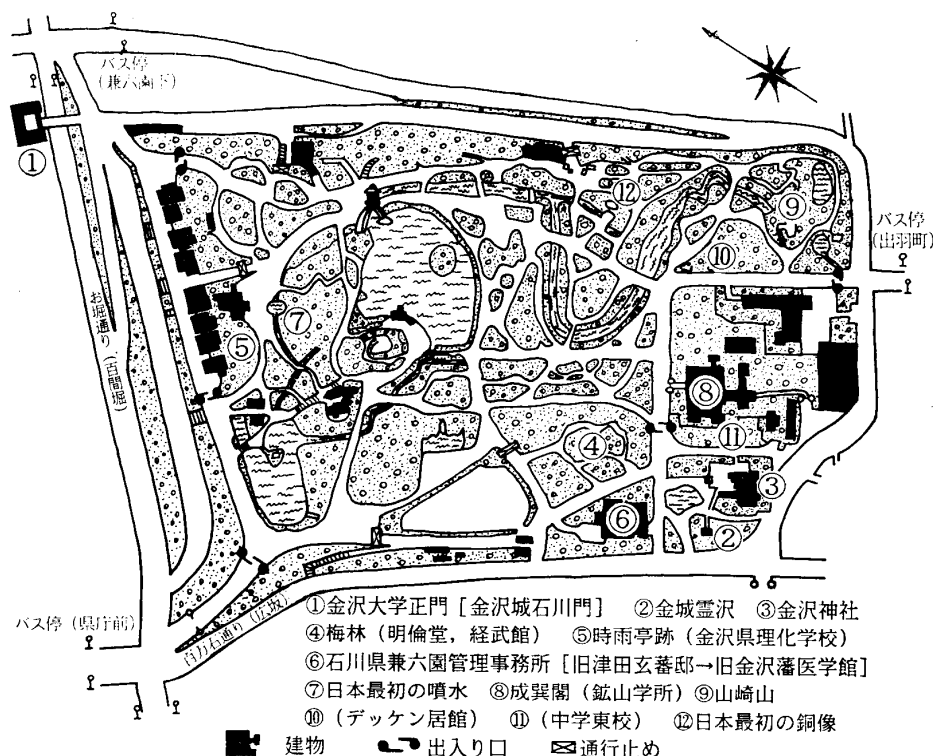 バス停
(兼六園下)
①
⑫
⑨
バス停
(出羽町)
⑩
お堀通り(百間堀)
⑦
⑤
⑧
④
⑪
③
⑥
②
バス停(県庁前)
百万石通り(広坂)
①金沢大学正門[金沢城石川門] ②金城霊沢 ③金沢神社
④梅林(明倫堂,経武館) ⑤時雨亭跡(金沢県理化学校)
⑥石川県兼六園管理事務所[旧津田玄蕃邸→旧金沢藩医学館]
⑦日本最初の噴水 ⑧成巽閣(鉱山学所) ⑨山崎山
⑩(デッケン居館) ⑪(中学東校) ⑫日本最初の銅像
建物 出入り口 通行止め